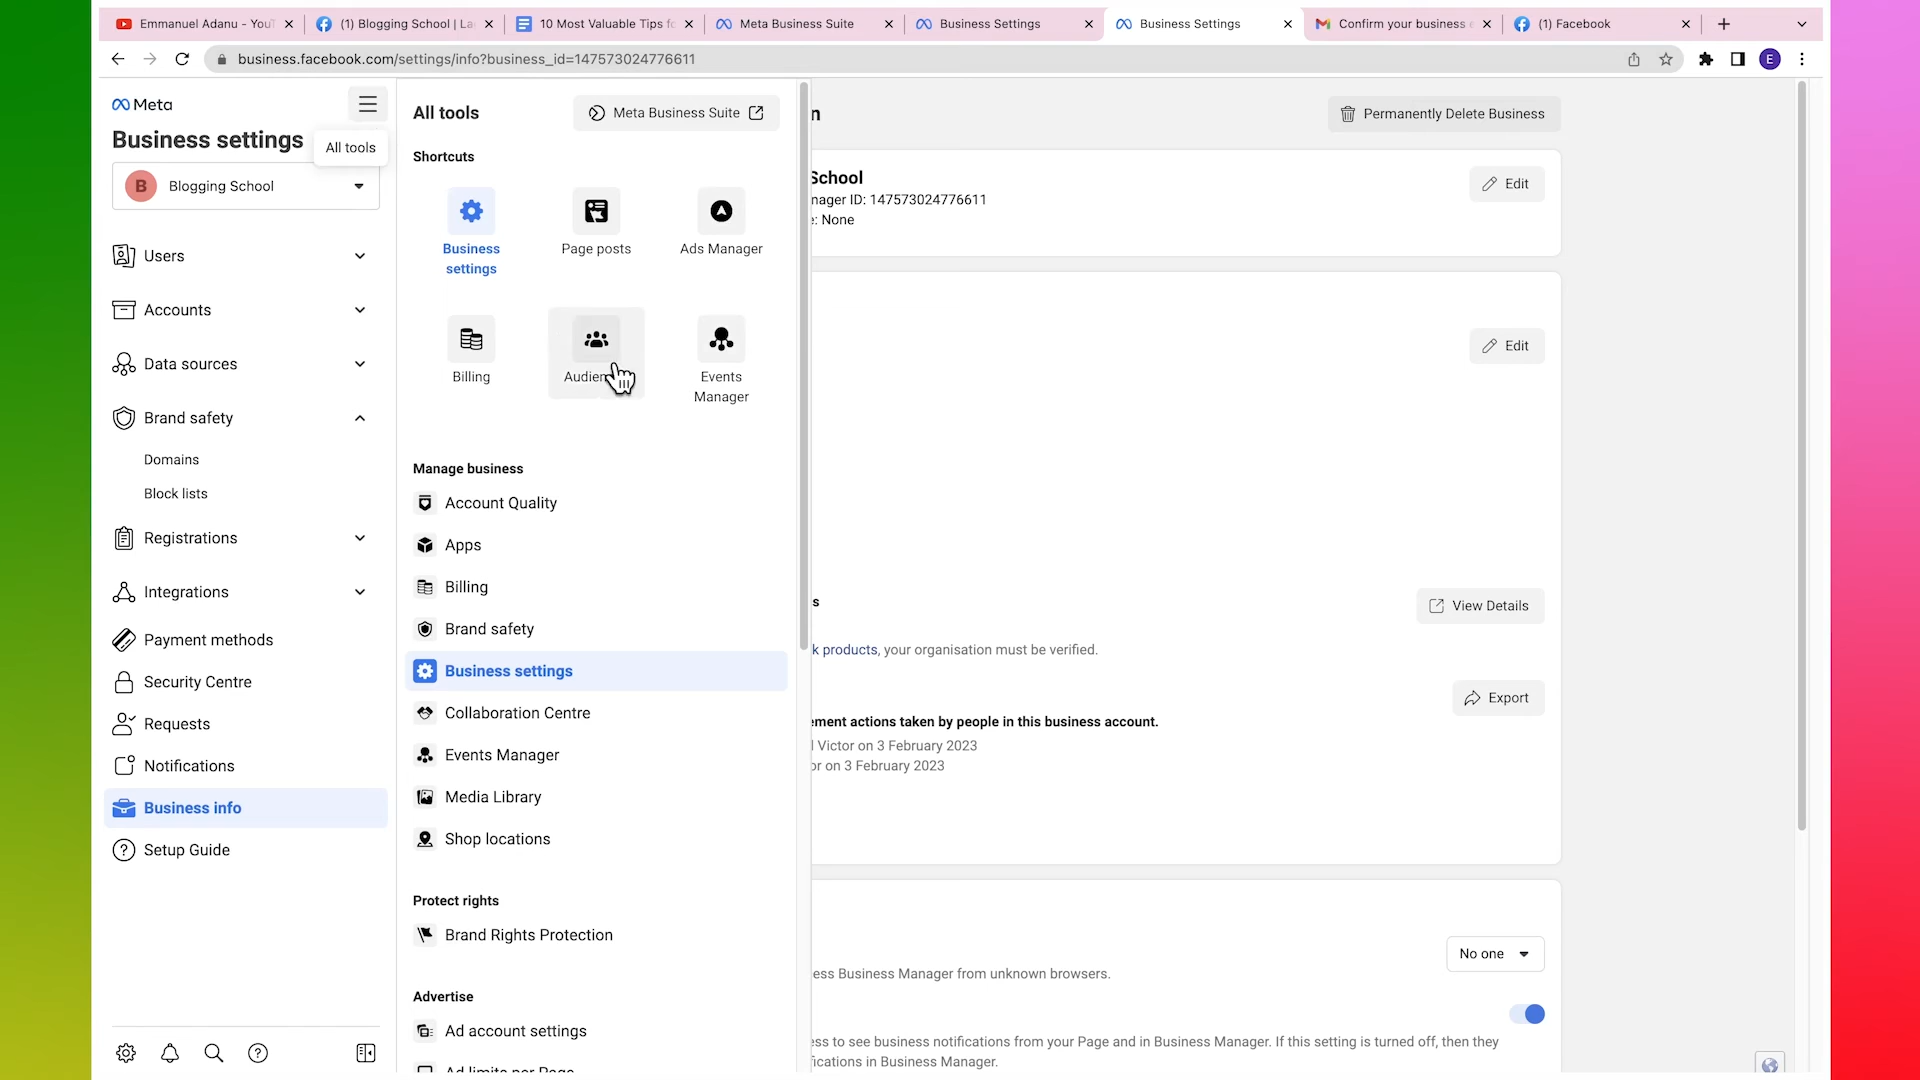 Emmanuel Adanu - YouT
(1) Blogging School | La
10 Most Valuable Tips fo
Meta Business Suite
Business Settings
Business Settings
Confirm your business e
(1) Facebook
business.facebook.com/settings/info?business_id=147573024776611
E
Meta
Business settings
All tools
B
Blogging School
Users
Accounts
Data sources
Brand safety
Domains
Block lists
Registrations
Integrations
Payment methods
Security Centre
Requests
Notifications
Business info
Setup Guide
All tools
Meta Business Suite
Shortcuts
Business settings
Page posts
Ads Manager
Billing
Audien
Events Manager
Manage business
Account Quality
Apps
Billing
Brand safety
Business settings
Collaboration Centre
Events Manager
Media Library
Shop locations
Protect rights
Brand Rights Protection
Advertise
Ad account settings
Ad limits per Page
n
Permanently Delete Business
School
nager ID: 147573024776611
: None
Edit
Edit
s
View Details
k products, your organisation must be verified.
Export
ement actions taken by people in this business account.
l Victor on 3 February 2023
or on 3 February 2023
No one
ess Business Manager from unknown browsers.
ess to see business notifications from your Page and in Business Manager. If this setting is turned off, then they
ications in Business Manager.